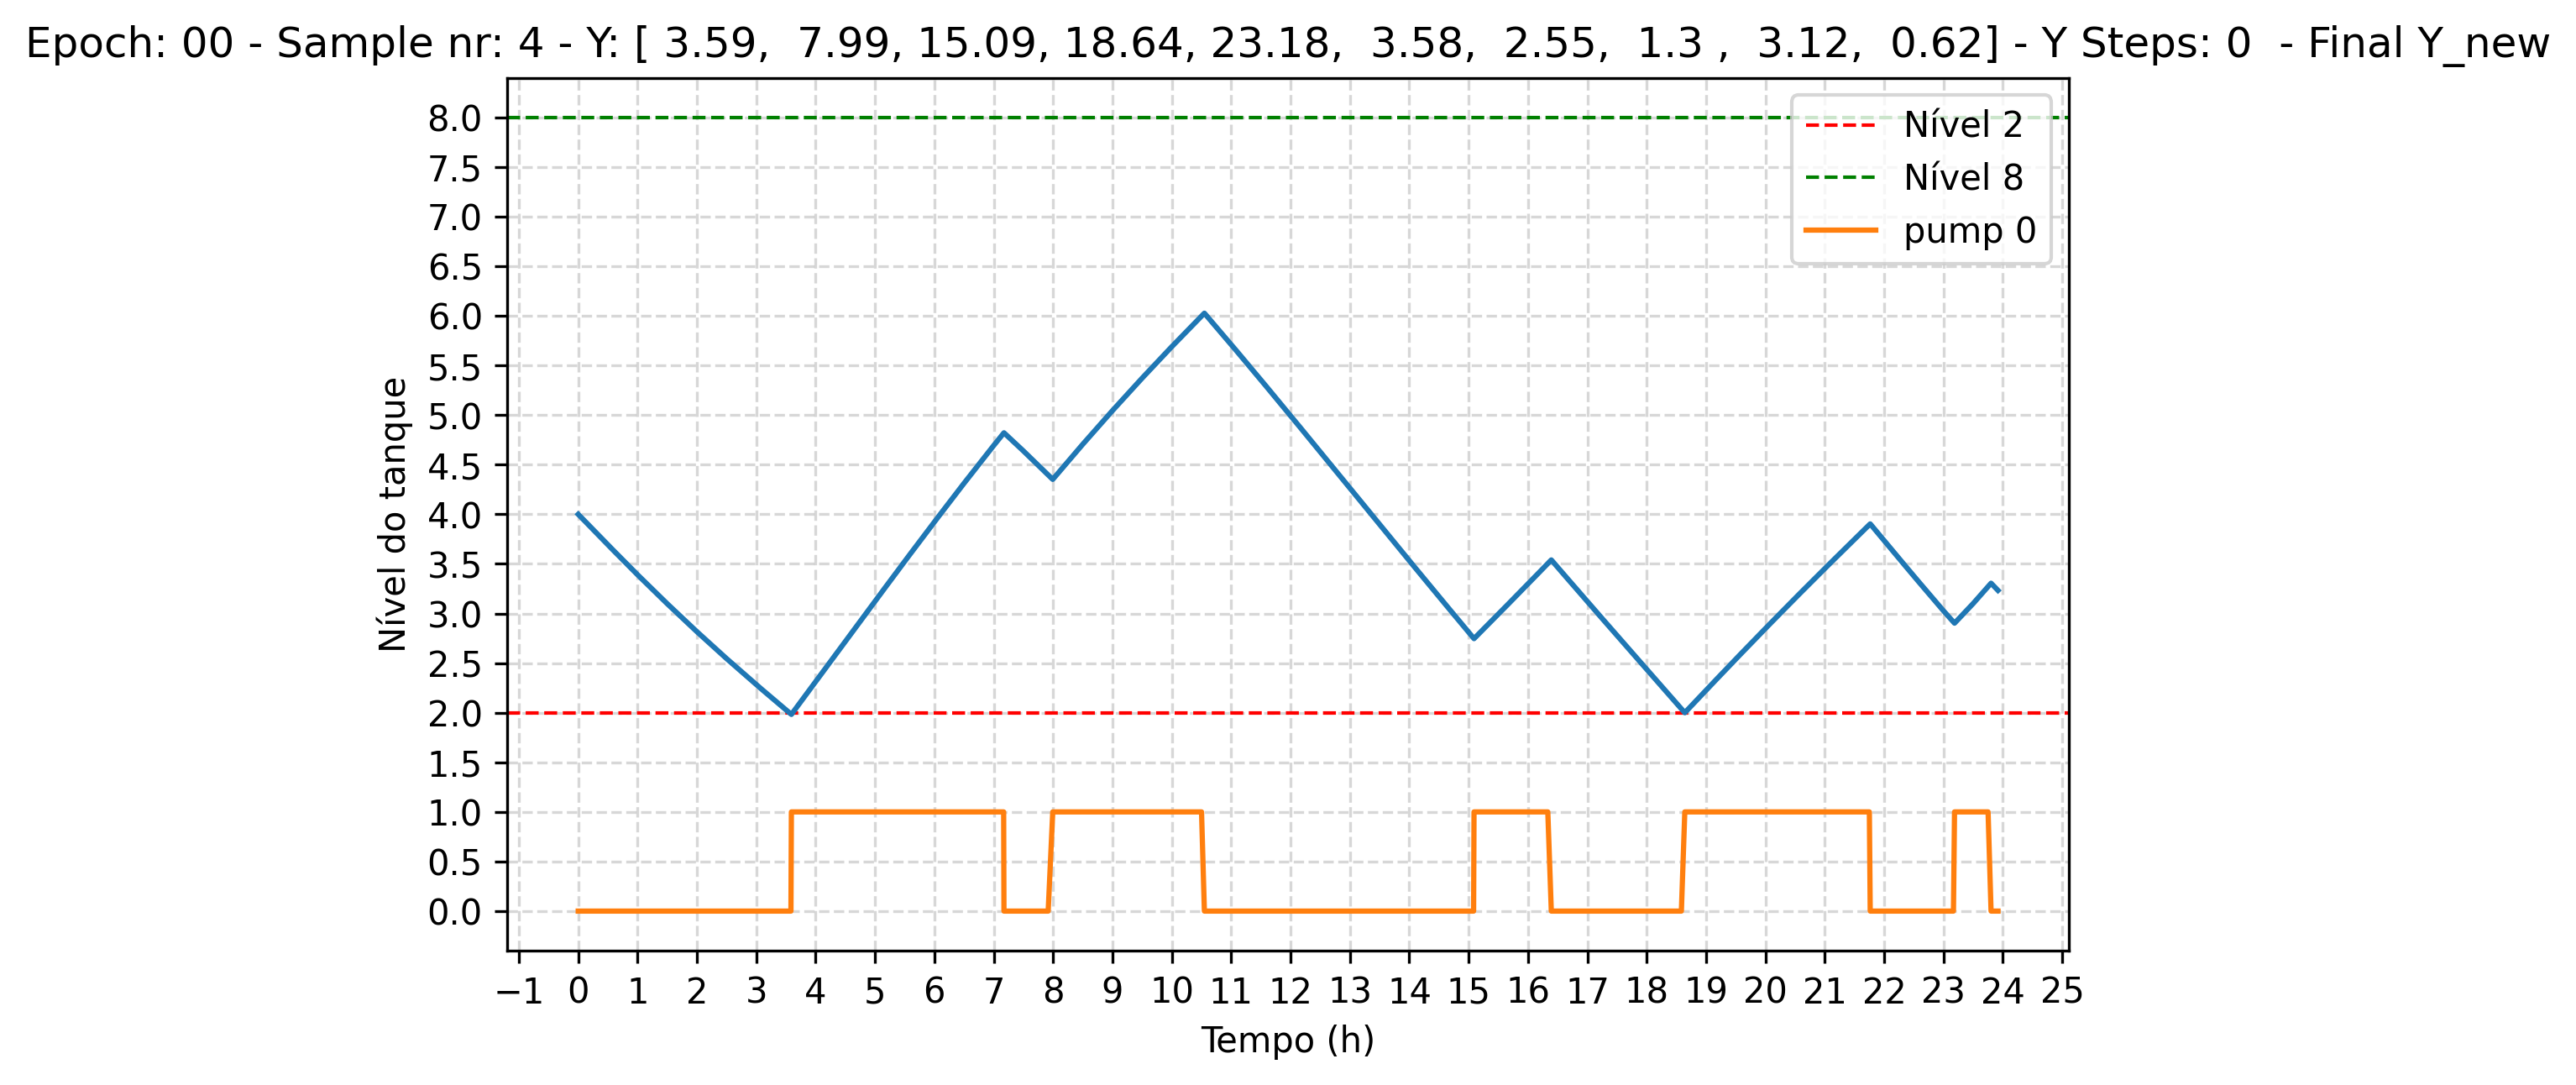 Epoch: 00 - Sample nr: 4 - Y: [ 3.59,  7.99, 15.09, 18.64, 23.18,  3.58,  2.55,  1.3 ,  3.12,  0.62] - Y Steps: 0  - Final Y_new
Nível 2
Nível 8
pump 0
8.0
7.5
7.0
6.5
6.0
5.5
5.0
4.5
4.0
3.5
3.0
2.5
2.0
1.5
1.0
0.5
0.0
Nível do tanque
−1 0 1 2 3 4 5 6 7 8 9 10 11 12 13 14 15 16 17 18 19 20 21 22 23 24 25
Tempo (h)